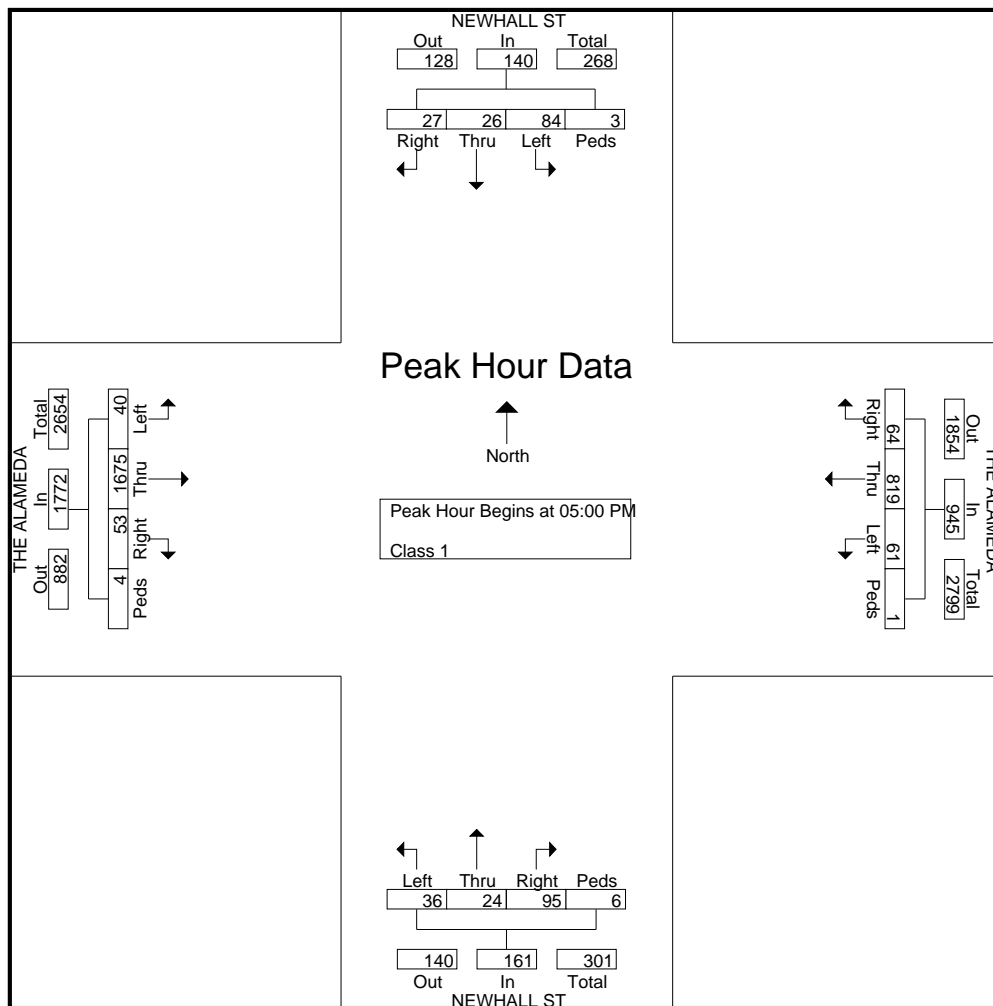 NEWHALL ST
Out In Total
128 140 268
27 26 84 3
Right Thru Left Peds
Peak Hour Data
North
Peak Hour Begins at 05:00 PM
Class 1
THE ALAMEDA
Out In Total
882 1772 2654
4 53 1675 40
Peds Right Thru Left
THE ALAMEDA
Out In Total
1854 945 2799
64 819 61 1
Right Thru Left Peds
Left Thru Right Peds
36 24 95 6
140 161 301
Out In Total
NEWHALL ST